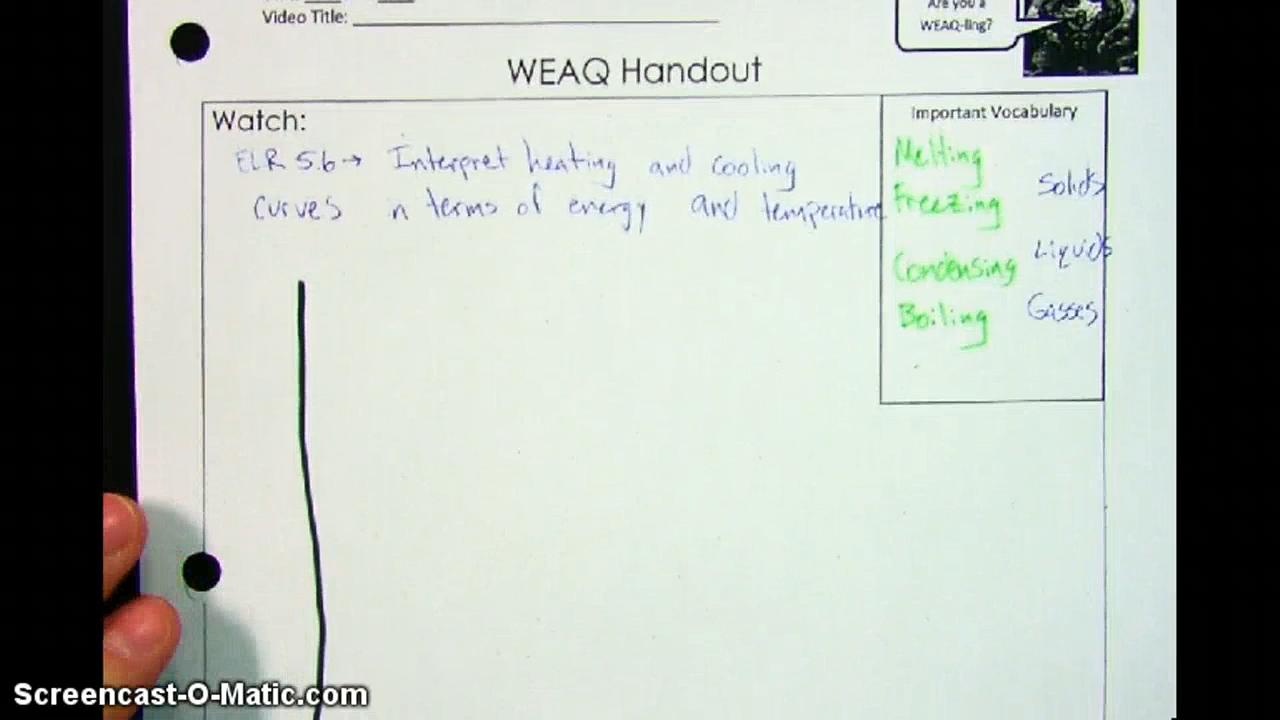 Video Title:
Are you a
WEAQ-ling?
WEAQ Handout
Watch:
ELR 5.6 → Interpret heating and cooling
curves in terms of energy and temperature
Important Vocabulary
Melting
Solids
Freezing
Liquids
Condensing
Gasses
Boiling
Screencast-O-Matic.com